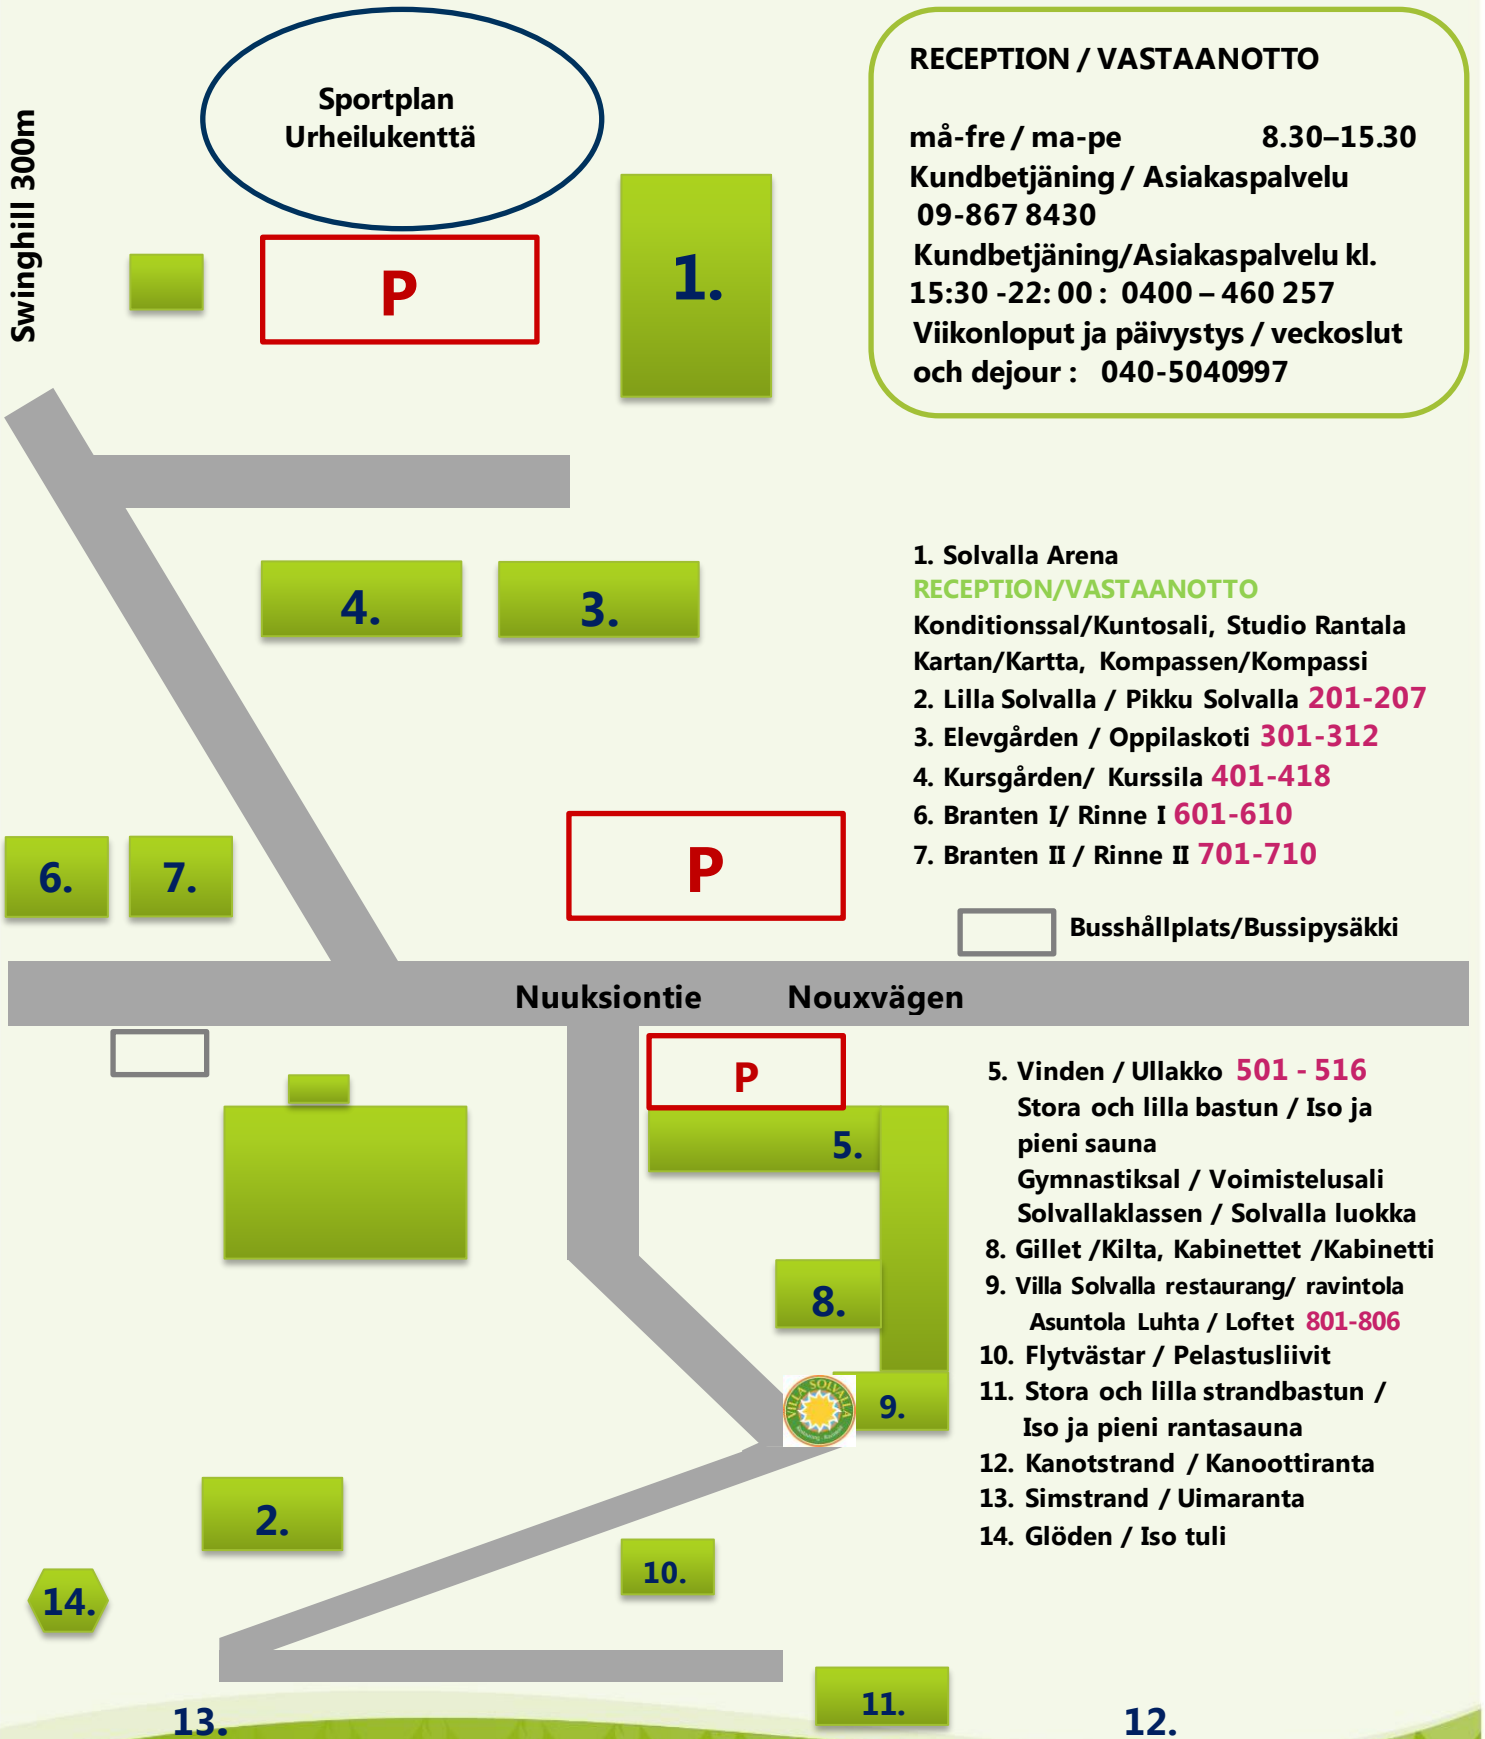 Sportplan
Urheilukenttä
Swinghill 300m
P
1.
RECEPTION / VASTAANOTTO
må-fre / ma-pe 8.30–15.30
Kundbetjäning / Asiakaspalvelu
09-867 8430
Kundbetjäning/Asiakaspalvelu kl.
15:30 -22: 00 : 0400 – 460 257
Viikonloput ja päivystys / veckoslut
och dejour : 040-5040997
4.
3.
1. Solvalla Arena
RECEPTION/VASTAANOTTO
Konditionssal/Kuntosali, Studio Rantala
Kartan/Kartta, Kompassen/Kompassi
2. Lilla Solvalla / Pikku Solvalla 201-207
3. Elevgården / Oppilaskoti 301-312
4. Kursgården/ Kurssila 401-418
6. Branten I/ Rinne I 601-610
7. Branten II / Rinne II 701-710
6.
7.
P
Busshållplats/Bussipysäkki
Nuuksiontie Nouxvägen
P
5.
8.
VILLA SOLVALLA
9.
5. Vinden / Ullakko 501 - 516
Stora och lilla bastun / Iso ja
pieni sauna
Gymnastiksal / Voimistelusali
Solvallaklassen / Solvalla luokka
8. Gillet /Kilta, Kabinettet /Kabinetti
9. Villa Solvalla restaurang/ ravintola
Asuntola Luhta / Loftet 801-806
10. Flytvästar / Pelastusliivit
11. Stora och lilla strandbastun /
Iso ja pieni rantasauna
12. Kanotstrand / Kanoottiranta
13. Simstrand / Uimaranta
14. Glöden / Iso tuli
2.
10.
14.
11.
13.
12.